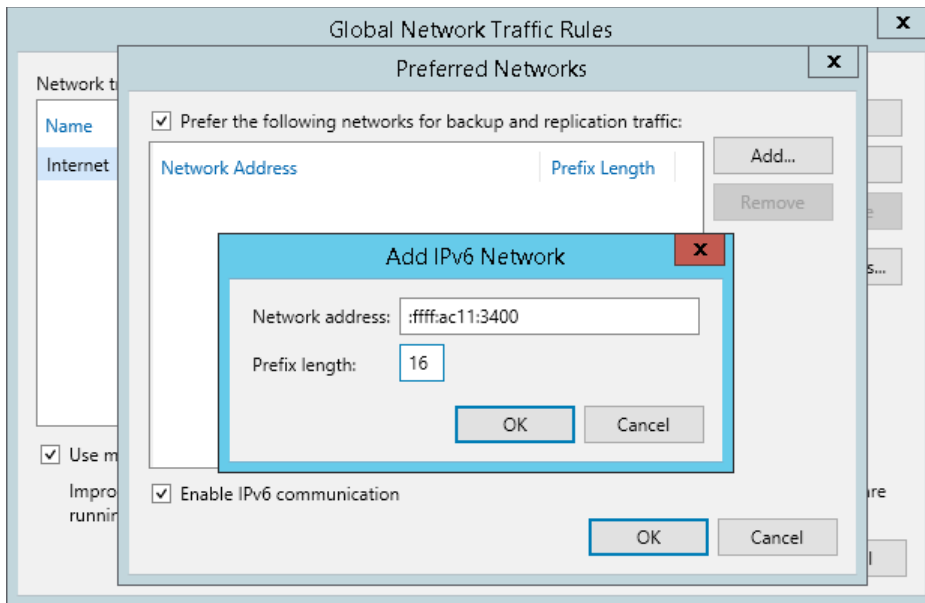 Global Network Traffic Rules
X
Preferred Networks
X
Network t
Name
Internet
Prefer the following networks for backup and replication traffic:
Network Address
Prefix Length
Add...
Remove
s...
Add IPv6 Network
X
Network address:
:ffff:ac11:3400
Prefix length:
16
OK
Cancel
Use m
Enable IPv6 communication
Impro
are
runnir
OK
Cancel